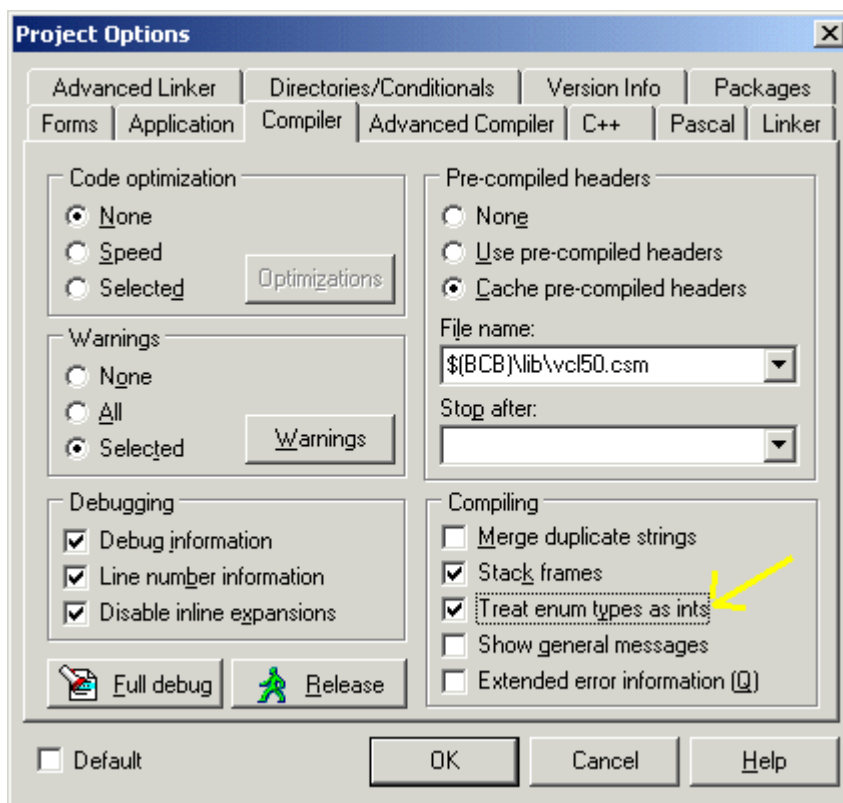 Project Options
Advanced Linker Directories/Conditionals Version Info Packages
Forms Application Compiler Advanced Compiler C++ Pascal Linker
Code optimization
None
Speed
Selected
Optimizations
Warnings
None
All
Selected
Warnings
Debugging
Debug information
Line number information
Disable inline expansions
Full debug Release
Pre-compiled headers
None
Use pre-compiled headers
Cache pre-compiled headers
File name:
$(BCB)\lib\vcl50.csm
Stop after:
Compiling
Merge duplicate strings
Stack frames
Treat enum types as ints
Show general messages
Extended error information (Q)
Default
OK Cancel Help